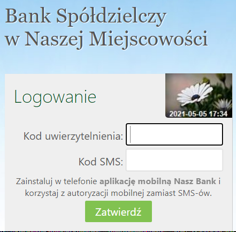 Bank Spółdzielczy
w Naszej Miejscowości
Logowanie
2021-05-05 17:34
Kod uwierzytelnienia:
Kod SMS:
Zainstaluj w telefonie aplikację mobilną Nasz Bank i
korzystaj z autoryzacji mobilnej zamiast SMS-ów.
Zatwierdź